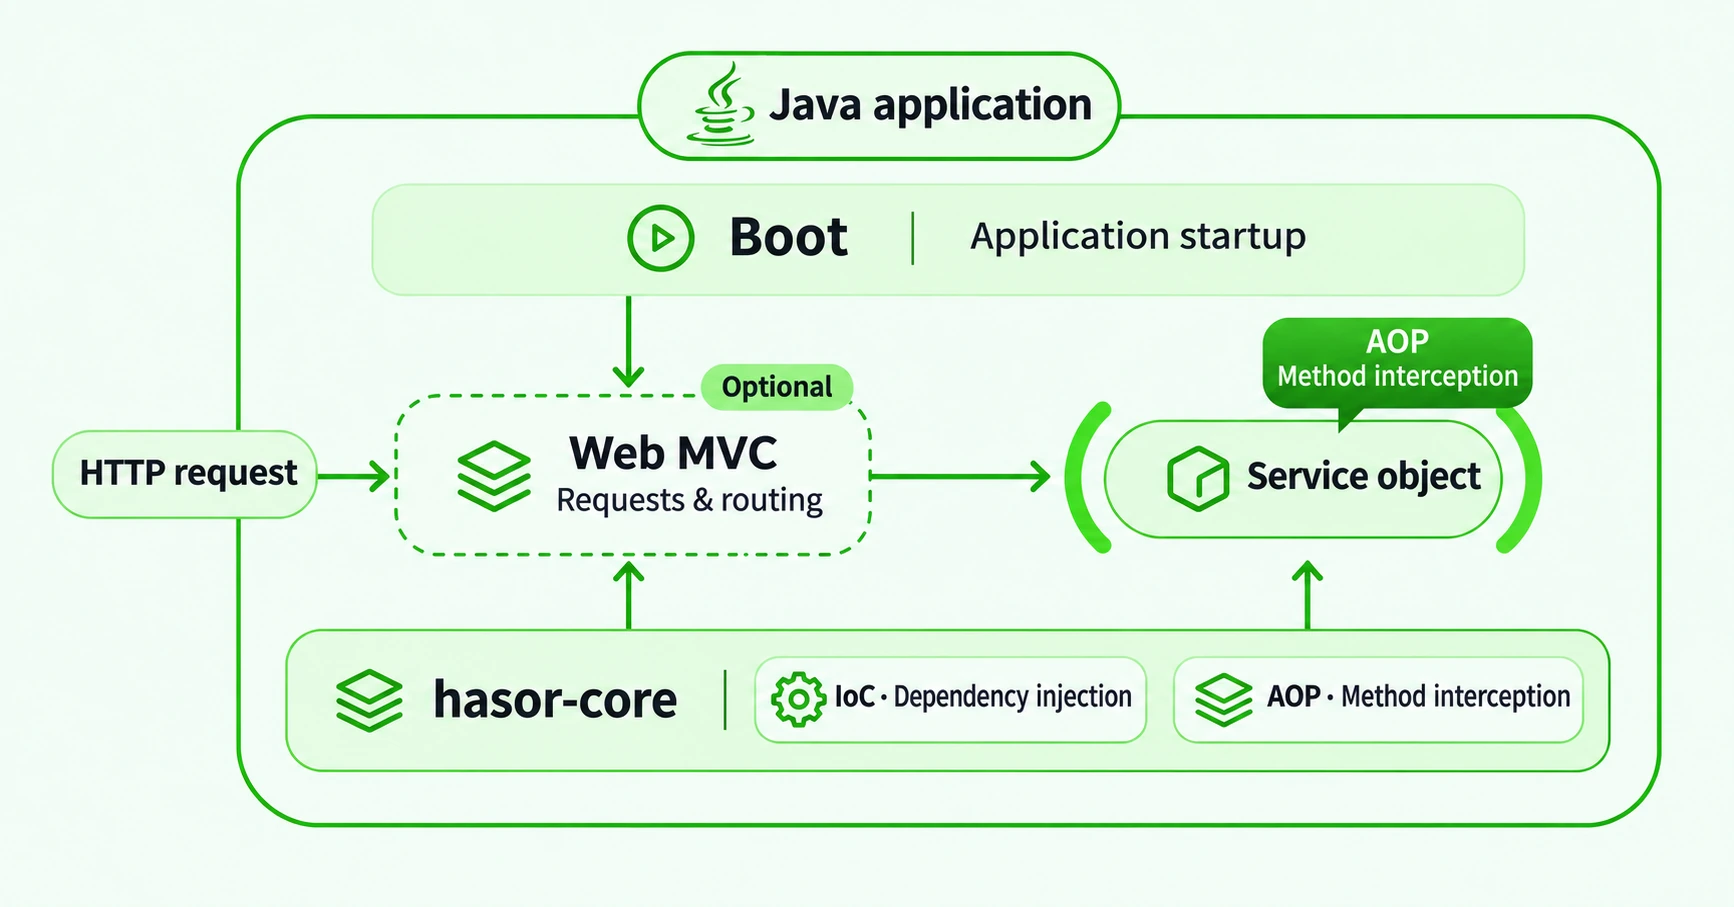 Java application
Boot
Application startup
AOP
Method interception
Optional
HTTP request
Web MVC
Requests & routing
Service object
hasor-core
IoC · Dependency injection
AOP · Method interception